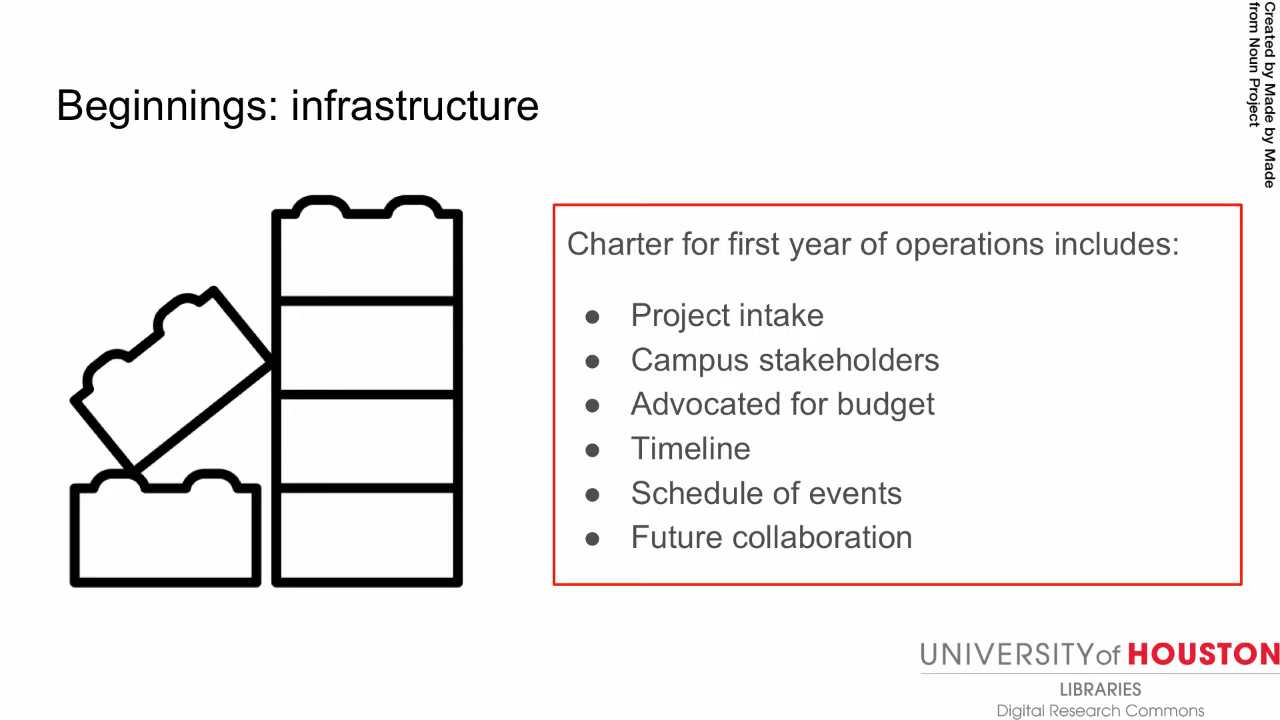 Beginnings: infrastructure
Created by Made by Made
from Noun Project
Charter for first year of operations includes:
● Project intake
● Campus stakeholders
● Advocated for budget
● Timeline
● Schedule of events
● Future collaboration
UNIVERSITY of HOUSTON
LIBRARIES
Digital Research Commons